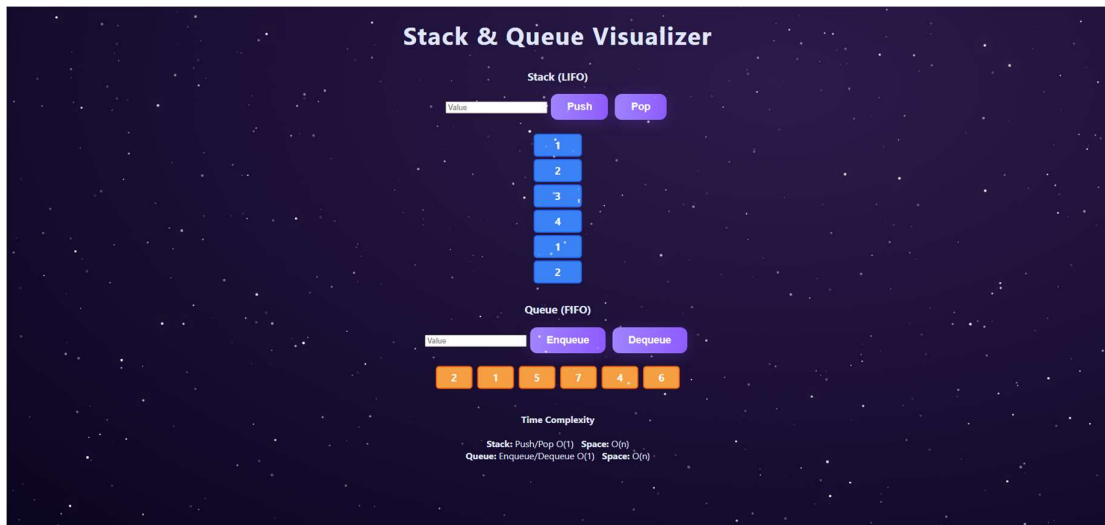 Stack & Queue Visualizer
Stack (LIFO)
Value Push Pop
1
2
3
4
1
2
Queue (FIFO)
Value Enqueue Dequeue
2 1 5 7 4 6
Time Complexity
Stack: Push/Pop O(1) Space: O(n)
Queue: Enqueue/Dequeue O(1) Space: O(n)